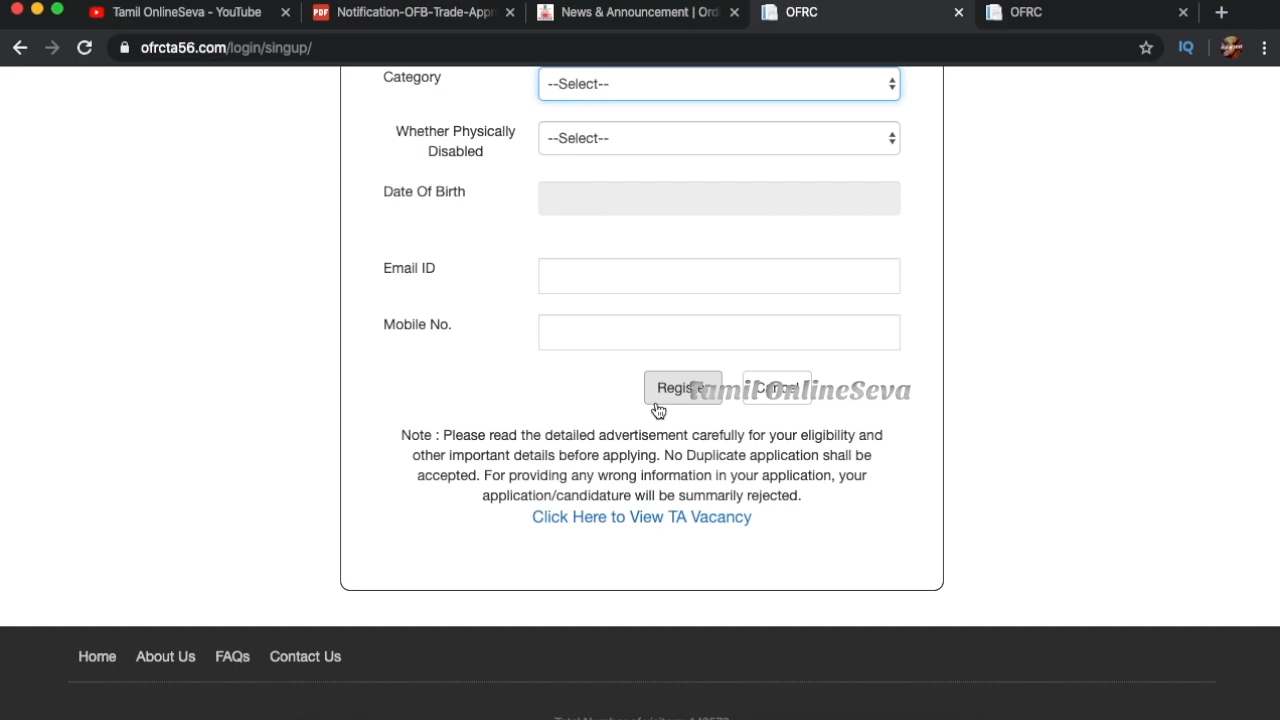 Tamil OnlineSeva - YouTube
Notification-OFB-Trade-Appr
News & Announcement | Ord
OFRC
OFRC
ofrcta56.com/login/singup/
IQ
Category
--Select--
Whether Physically
Disabled
--Select--
Date Of Birth
Email ID
Mobile No.
Register
Cancel
Tamil OnlineSeva
Note : Please read the detailed advertisement carefully for your eligibility and
other important details before applying. No Duplicate application shall be
accepted. For providing any wrong information in your application, your
application/candidature will be summarily rejected.
Click Here to View TA Vacancy
Home About Us FAQs Contact Us